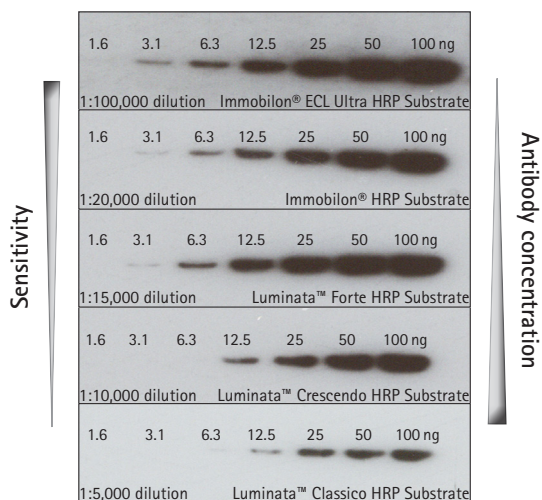 1.6 3.1 6.3 12.5 25 50 100 ng
1:100,000 dilution Immobilon® ECL Ultra HRP Substrate
1.6 3.1 6.3 12.5 25 50 100 ng
1:20,000 dilution Immobilon® HRP Substrate
1.6 3.1 6.3 12.5 25 50 100 ng
1:15,000 dilution Luminata™ Forte HRP Substrate
1.6 3.1 6.3 12.5 25 50 100 ng
1:10,000 dilution Luminata™ Crescendo HRP Substrate
1.6 3.1 6.3 12.5 25 50 100 ng
1:5,000 dilution Luminata™ Classico HRP Substrate
Sensitivity
Antibody concentration